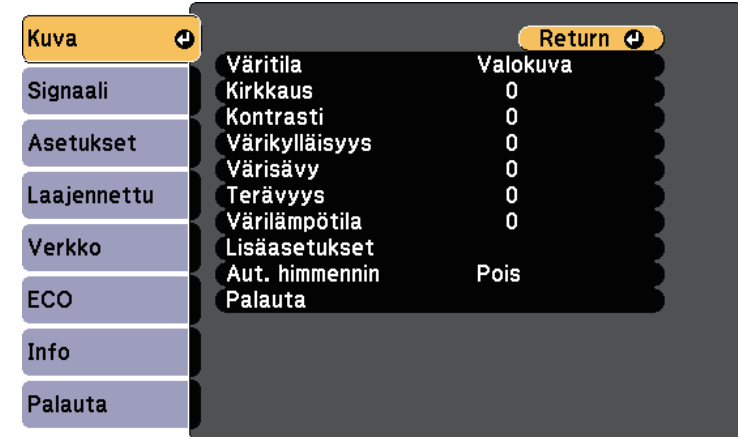 Kuva
Signaali
Asetukset
Laajennettu
Verkko
ECO
Info
Palauta
Return
Väritila Valokuva
Kirkkaus 0
Kontrasti 0
Värikylläisyys 0
Värisävy 0
Terävyys 0
Värilämpötila 0
Lisäasetukset
Aut. himmennin Pois
Palauta